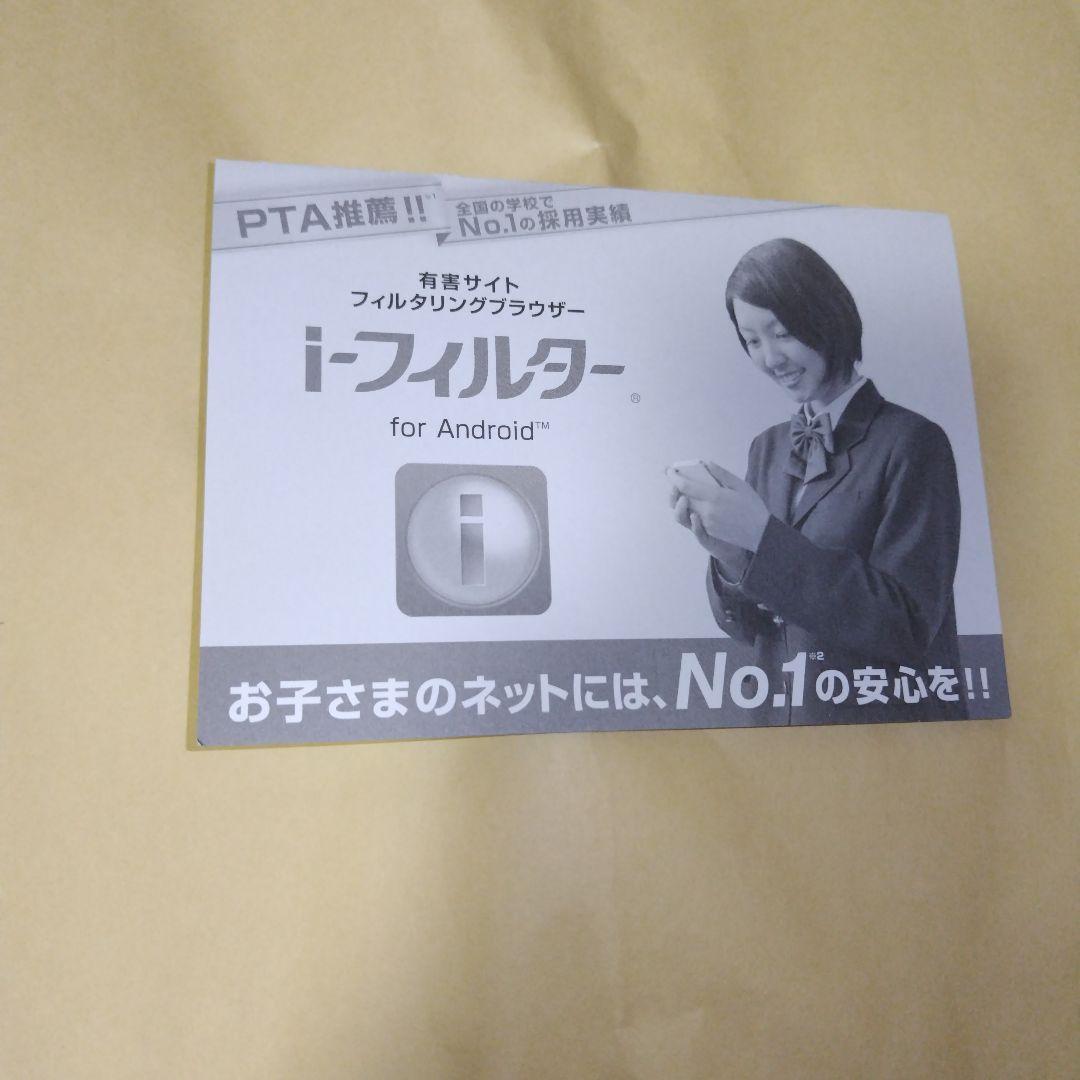 PTA推薦!!※1
全国の学校で
No.1の採用実績
有害サイト
フィルタリングブラウザー
i-フィルター®
for Android™
i
お子さまのネットには、No.1※2の安心を!!